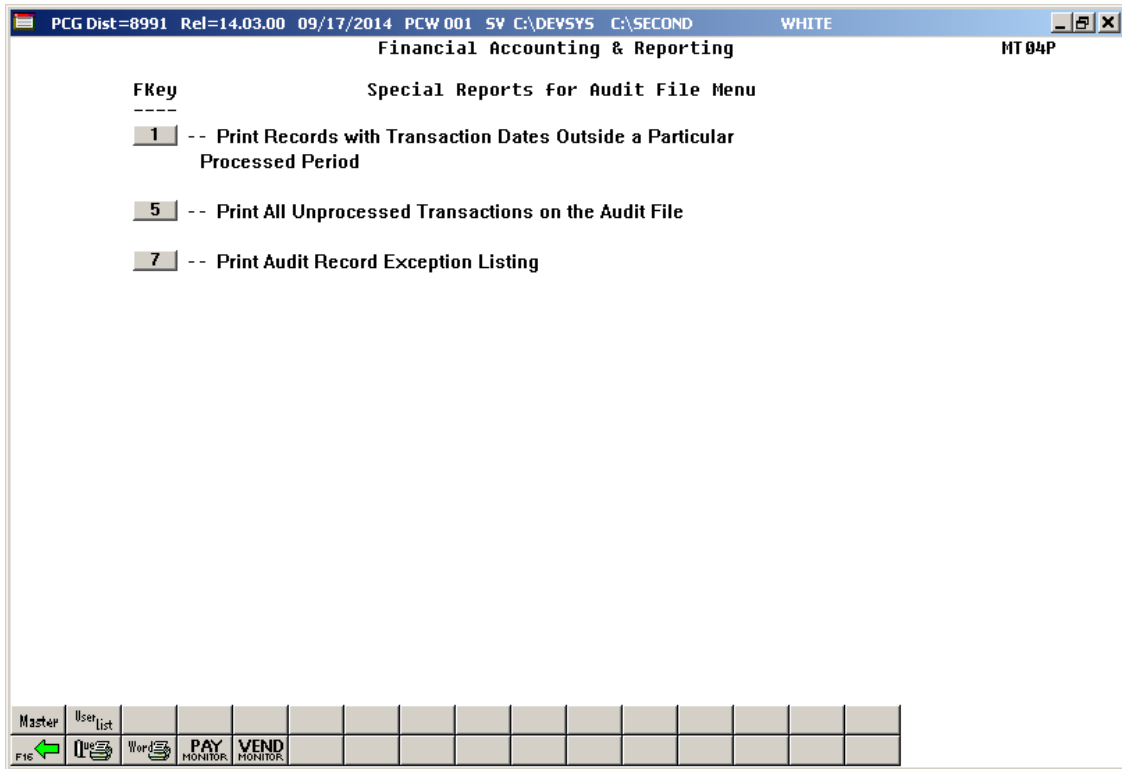 PCG Dist=8991 Rel=14.03.00 09/17/2014 PCW 001 SV C:\DEVSYS C:\SECOND WHITE
Financial Accounting & Reporting MT04P
FKey Special Reports for Audit File Menu
----
1 -- Print Records with Transaction Dates Outside a Particular
Processed Period
5 -- Print All Unprocessed Transactions on the Audit File
7 -- Print Audit Record Exception Listing
Master User List
F16 Que Word PAY MONITOR VEND MONITOR